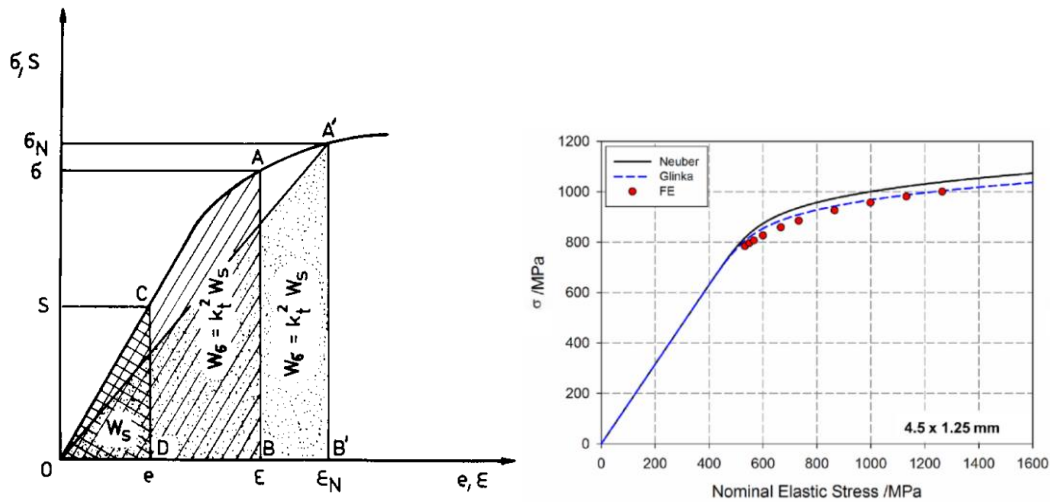 σ, S
σN
σ
S
A'
A
C
Wσ = kt² Ws
Wσ = kt² Ws
Ws
O
e
D
B
ε
B'
εN
e, ε
1200
1000
800
600
400
200
0
σ /MPa
Neuber
Glinka
FE
4.5 x 1.25 mm
0 200 400 600 800 1000 1200 1400 1600
Nominal Elastic Stress /MPa